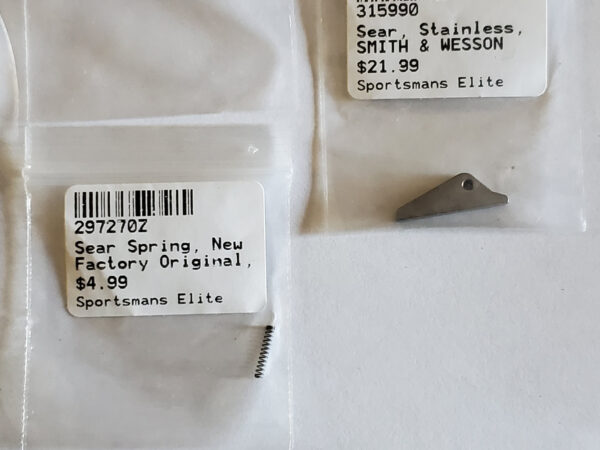 315990
Sear, Stainless,
SMITH & WESSON
$21.99
Sportsmans Elite
297270Z
Sear Spring, New
Factory Original,
$4.99
Sportsmans Elite